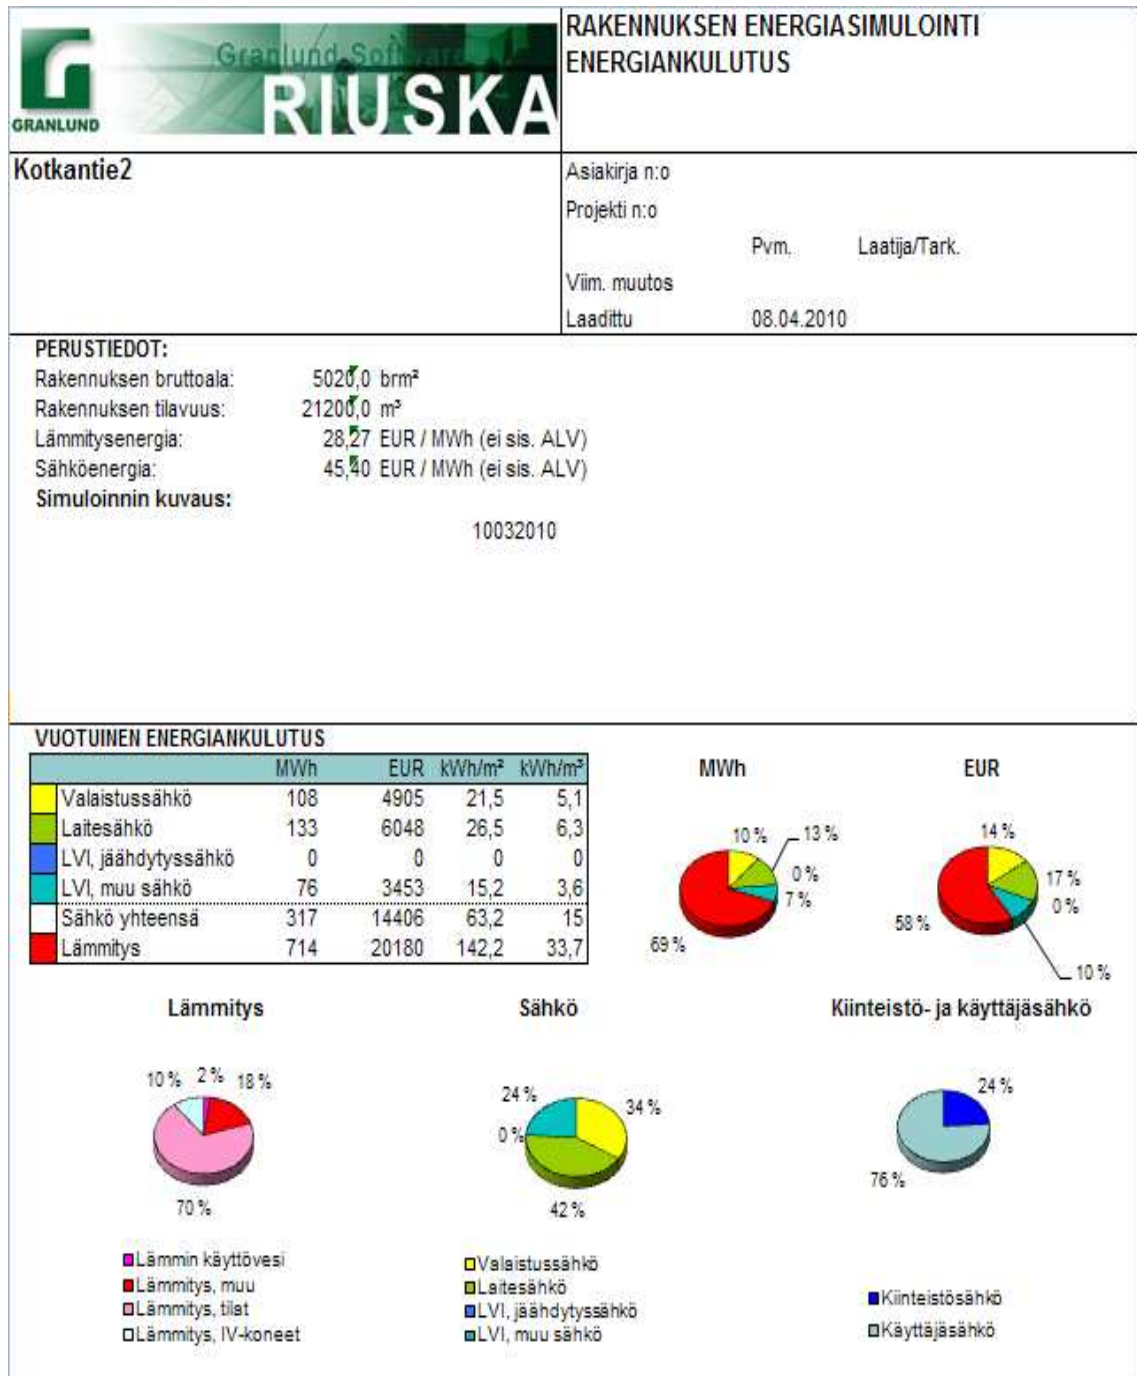 Granlund Software
RIUSKA
GRANLUND
RAKENNUKSEN ENERGIASIMULOINTI
ENERGIANKULUTUS
Kotkantie2
Asiakirja n:o
Projekti n:o
Pvm. Laatija/Tark.
Viim. muutos
Laadittu 08.04.2010
PERUSTIEDOT:
Rakennuksen bruttoala: 5020,0 brm²
Rakennuksen tilavuus: 21200,0 m³
Lämmitysenergia: 28,27 EUR / MWh (ei sis. ALV)
Sähköenergia: 45,40 EUR / MWh (ei sis. ALV)
Simuloinnin kuvaus:
10032010
VUOTUINEN ENERGIANKULUTUS
MWh EUR kWh/m² kWh/m³
Valaistussähkö 108 4905 21,5 5,1
Laitesähkö 133 6048 26,5 6,3
LVI, jäähdytyssähkö 0 0 0 0
LVI, muu sähkö 76 3453 15,2 3,6
Sähkö yhteensä 317 14406 63,2 15
Lämmitys 714 20180 142,2 33,7
MWh
10 %
13 %
0 %
7 %
69 %
EUR
14 %
17 %
0 %
58 %
10 %
Lämmitys
10 %
2 %
18 %
70 %
Lämmin käyttövesi
Lämmitys, muu
Lämmitys, tilat
Lämmitys, IV-koneet
Sähkö
24 %
34 %
0 %
42 %
Valaistussähkö
Laitesähkö
LVI, jäähdytyssähkö
LVI, muu sähkö
Kiinteistö- ja käyttäjäsähkö
24 %
76 %
Kiinteistösähkö
Käyttäjäsähkö